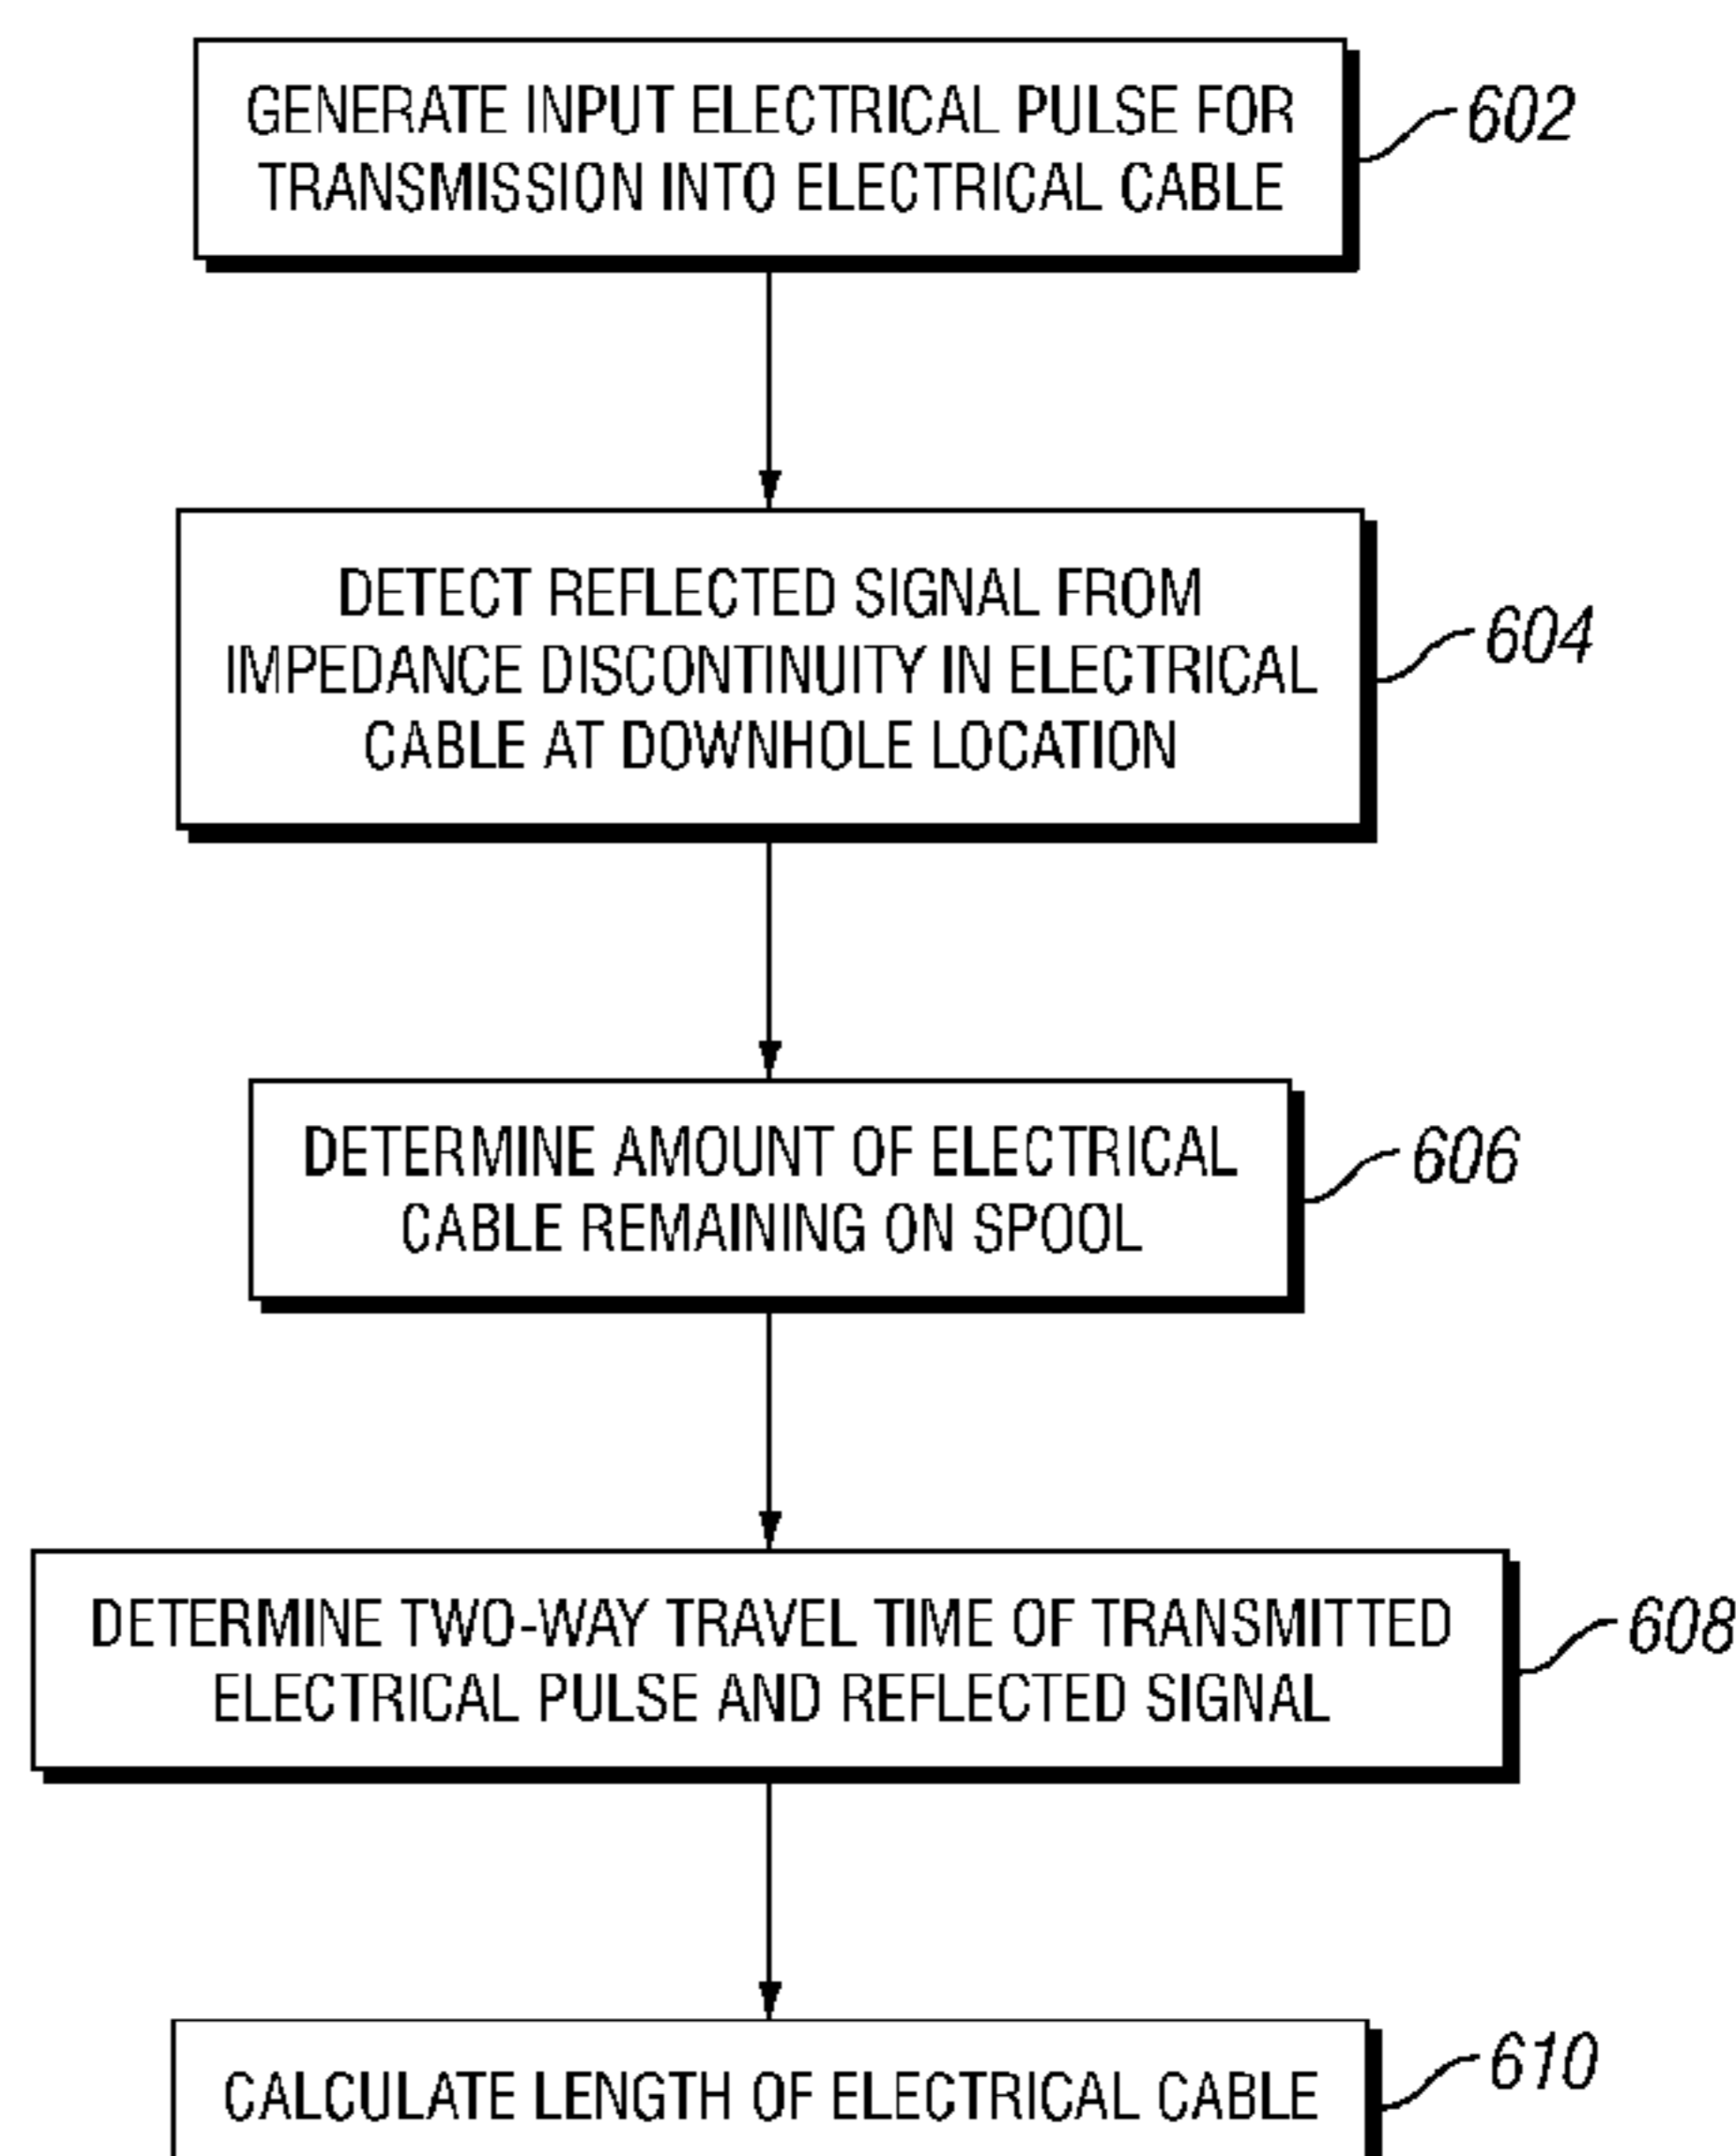 GENERATE INPUT ELECTRICAL PULSE FOR
TRANSMISSION INTO ELECTRICAL CABLE
602
DETECT REFLECTED SIGNAL FROM
IMPEDANCE DISCONTINUITY IN ELECTRICAL
CABLE AT DOWNHOLE LOCATION
604
DETERMINE AMOUNT OF ELECTRICAL
CABLE REMAINING ON SPOOL
606
DETERMINE TWO-WAY TRAVEL TIME OF TRANSMITTED
ELECTRICAL PULSE AND REFLECTED SIGNAL
608
CALCULATE LENGTH OF ELECTRICAL CABLE
610